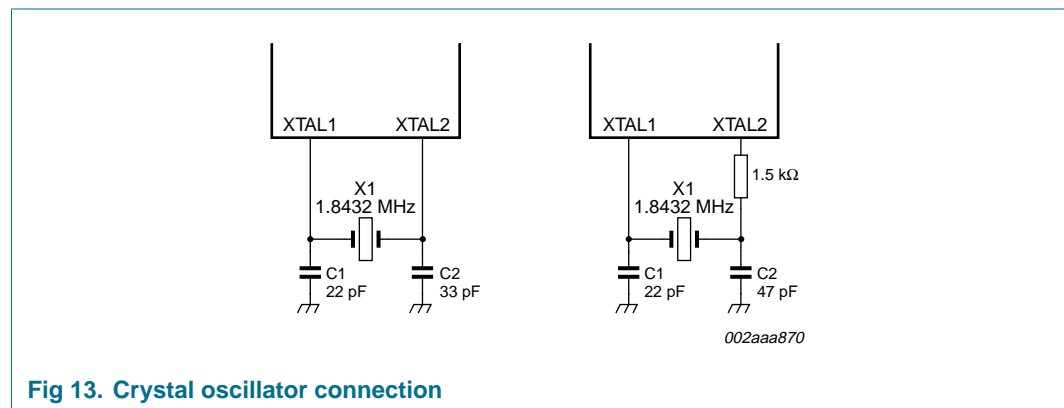 XTAL1 XTAL2
X1
1.8432 MHz
C1
22 pF
C2
33 pF
XTAL1 XTAL2
1.5 kΩ
X1
1.8432 MHz
C1
22 pF
C2
47 pF
002aaa870
Fig 13. Crystal oscillator connection